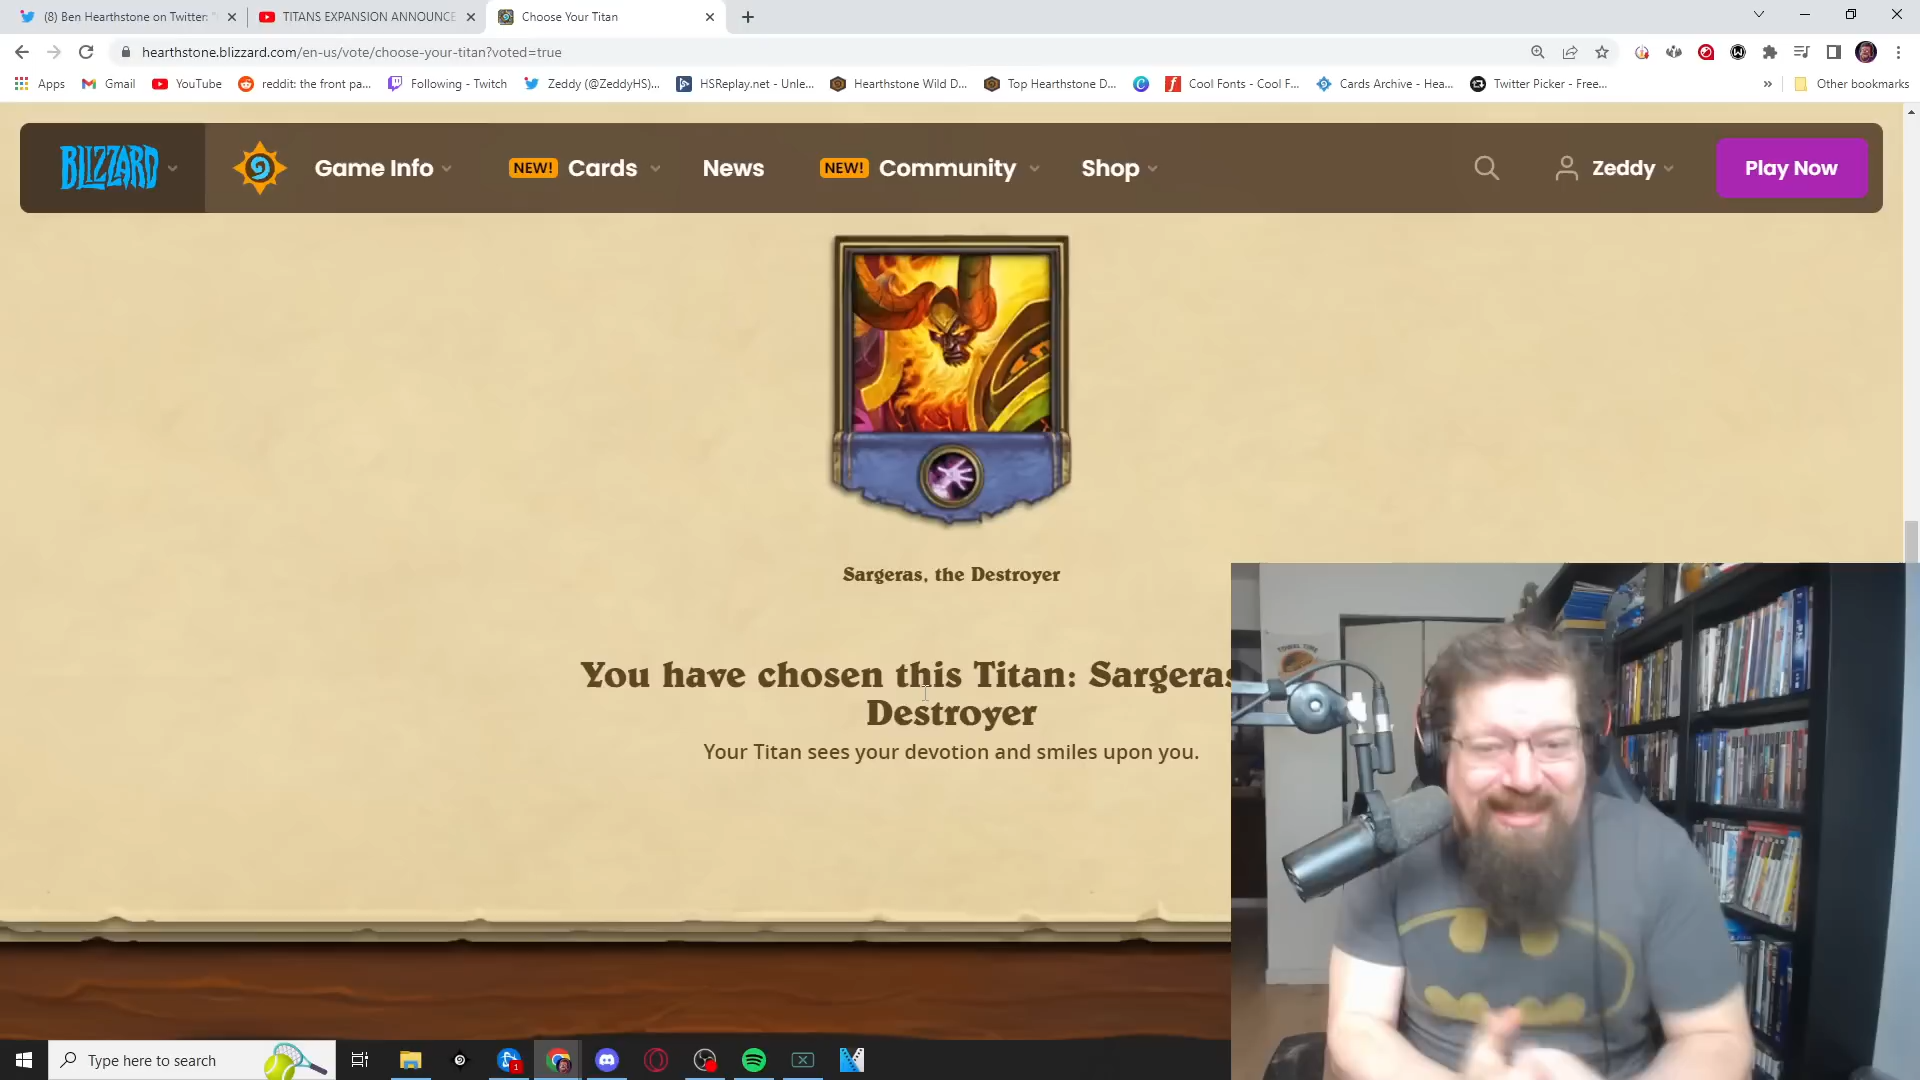 (8) Ben Hearthstone on Twitter: "
TITANS EXPANSION ANNOUNCE
Choose Your Titan
hearthstone.blizzard.com/en-us/vote/choose-your-titan?voted=true
Apps
Gmail
YouTube
reddit: the front pa...
Following - Twitch
Zeddy (@ZeddyHS)...
HSReplay.net - Unle...
Hearthstone Wild D...
Top Hearthstone D...
Cool Fonts - Cool F...
Cards Archive - Hea...
Twitter Picker - Free...
Other bookmarks
BLIZZARD
Game Info
NEW! Cards
News
NEW! Community
Shop
Zeddy
Play Now
Sargeras, the Destroyer
You have chosen this Titan: Sargeras
Destroyer
Your Titan sees your devotion and smiles upon you.
Type here to search